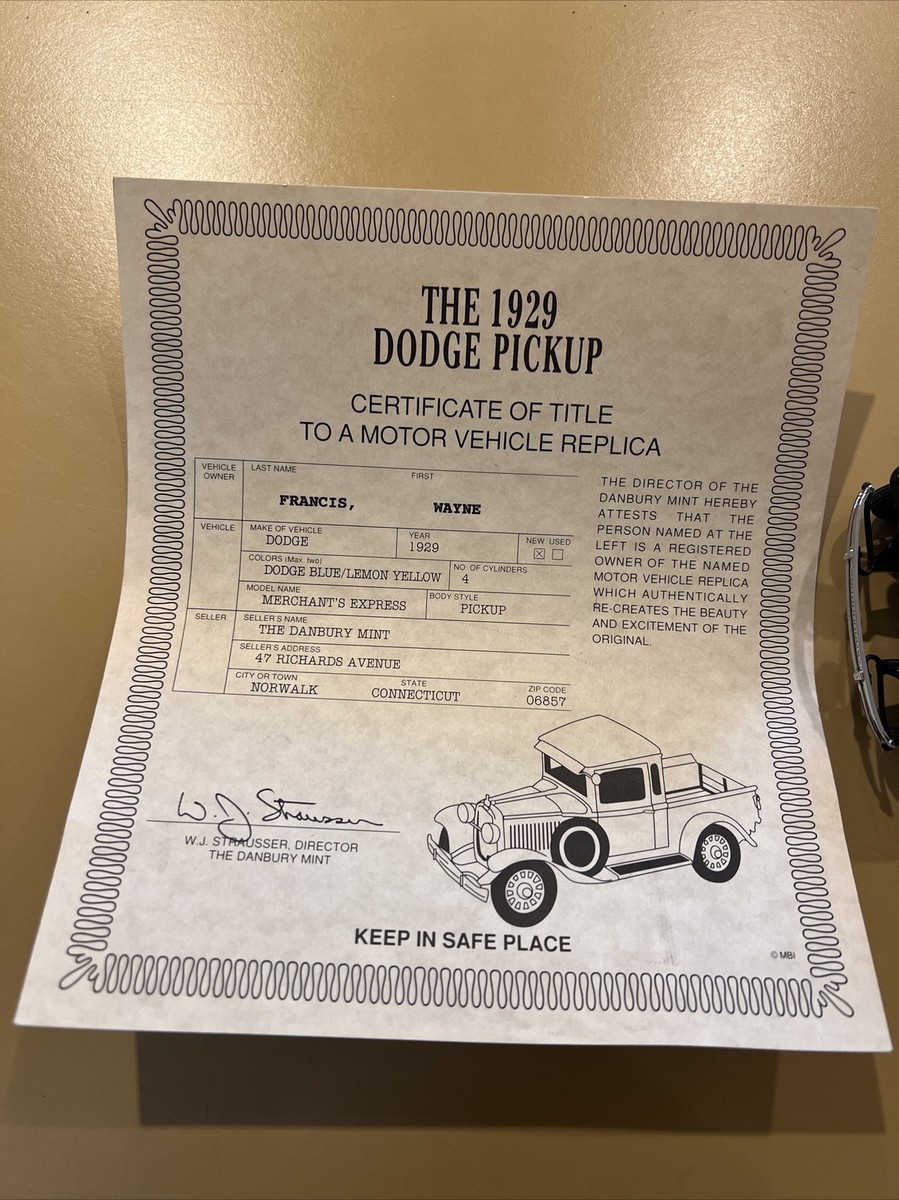 THE 1929
DODGE PICKUP
CERTIFICATE OF TITLE
TO A MOTOR VEHICLE REPLICA
VEHICLE OWNER LAST NAME FIRST
FRANCIS, WAYNE
VEHICLE MAKE OF VEHICLE YEAR NEW USED
DODGE 1929 ☒ ☐
COLORS (Max. two) NO OF CYLINDERS
DODGE BLUE/LEMON YELLOW 4
MODEL NAME BODY STYLE
MERCHANT'S EXPRESS PICKUP
SELLER SELLER'S NAME
THE DANBURY MINT
SELLER'S ADDRESS
47 RICHARDS AVENUE
CITY OR TOWN STATE ZIP CODE
NORWALK CONNECTICUT 06857
THE DIRECTOR OF THE
DANBURY MINT HEREBY
ATTESTS THAT THE
PERSON NAMED AT THE
LEFT IS A REGISTERED
OWNER OF THE NAMED
MOTOR VEHICLE REPLICA
WHICH AUTHENTICALLY
RE-CREATES THE BEAUTY
AND EXCITEMENT OF THE
ORIGINAL.
W. J. Strausser
W.J. STRAUSSER, DIRECTOR
THE DANBURY MINT
KEEP IN SAFE PLACE
© MBI